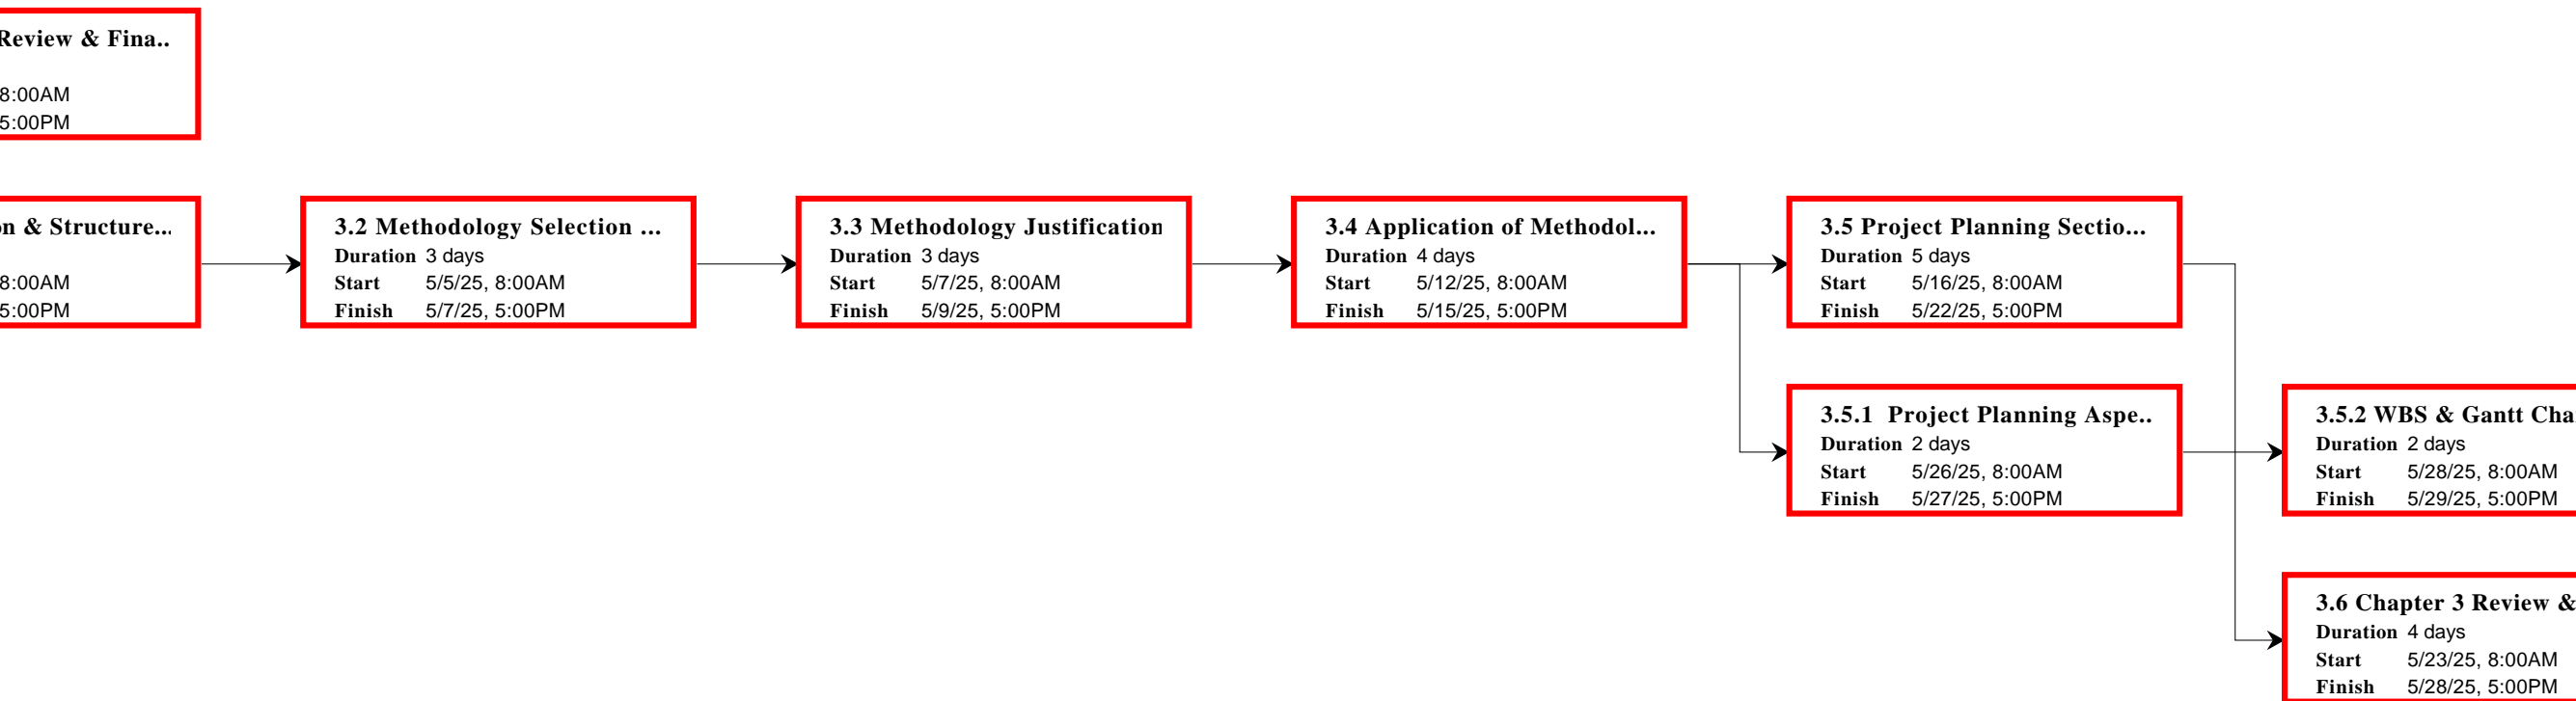 Review & Fina..
8:00AM
5:00PM
n & Structure...
8:00AM
5:00PM
3.2 Methodology Selection ...
Duration 3 days
Start 5/5/25, 8:00AM
Finish 5/7/25, 5:00PM
3.3 Methodology Justification
Duration 3 days
Start 5/7/25, 8:00AM
Finish 5/9/25, 5:00PM
3.4 Application of Methodol...
Duration 4 days
Start 5/12/25, 8:00AM
Finish 5/15/25, 5:00PM
3.5 Project Planning Sectio...
Duration 5 days
Start 5/16/25, 8:00AM
Finish 5/22/25, 5:00PM
3.5.1 Project Planning Aspe..
Duration 2 days
Start 5/26/25, 8:00AM
Finish 5/27/25, 5:00PM
3.5.2 WBS & Gantt Cha
Duration 2 days
Start 5/28/25, 8:00AM
Finish 5/29/25, 5:00PM
3.6 Chapter 3 Review &
Duration 4 days
Start 5/23/25, 8:00AM
Finish 5/28/25, 5:00PM